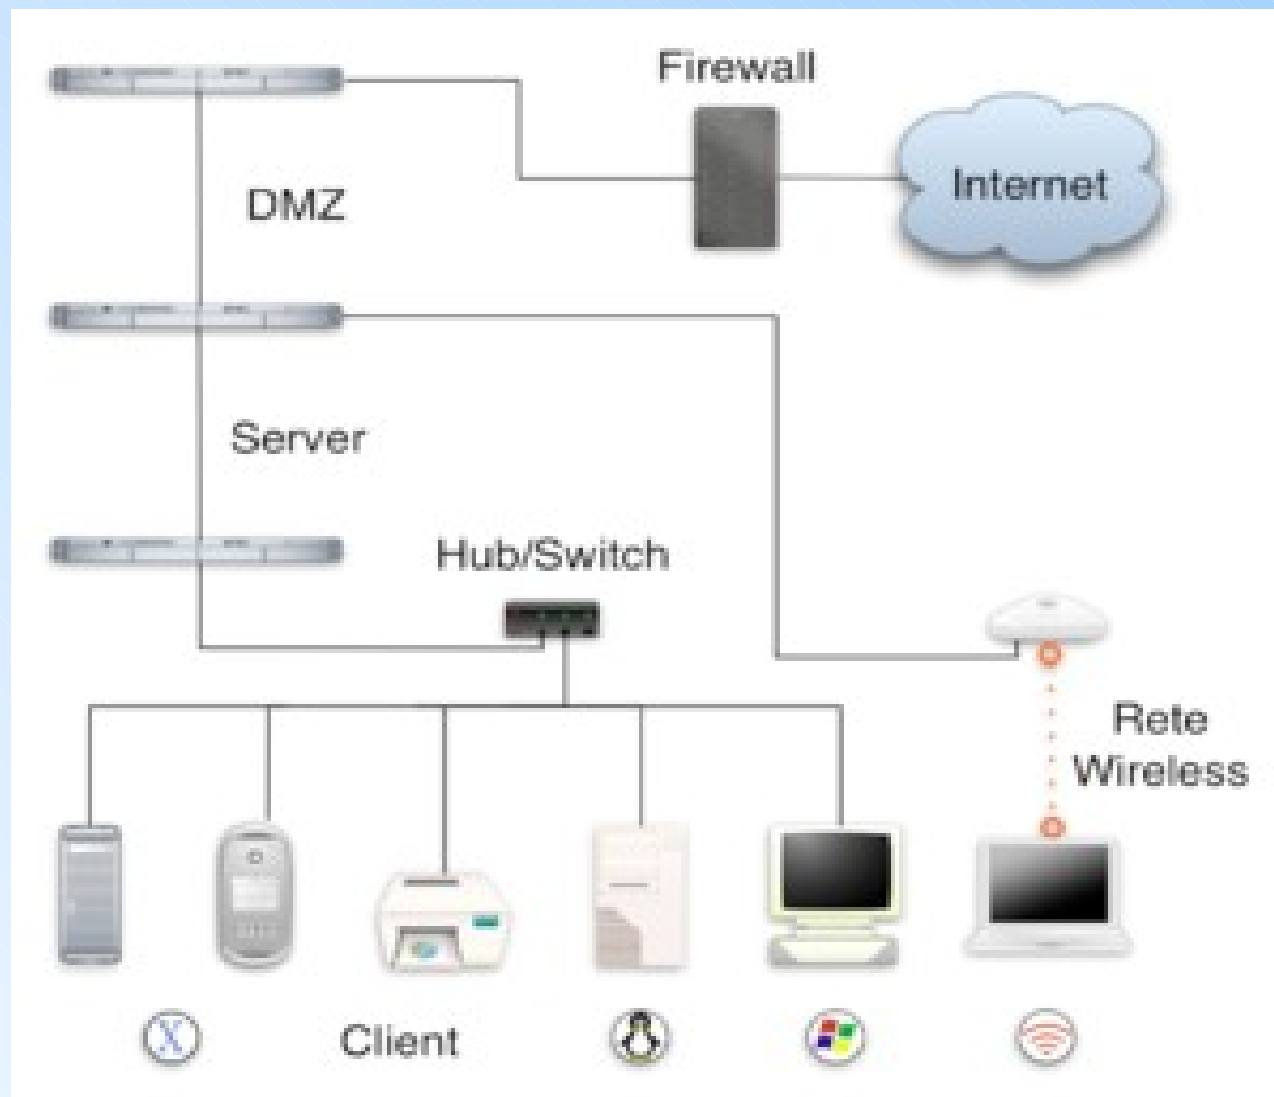 Firewall
Internet
DMZ
Server
Hub/Switch
Rete
Wireless
X
Client